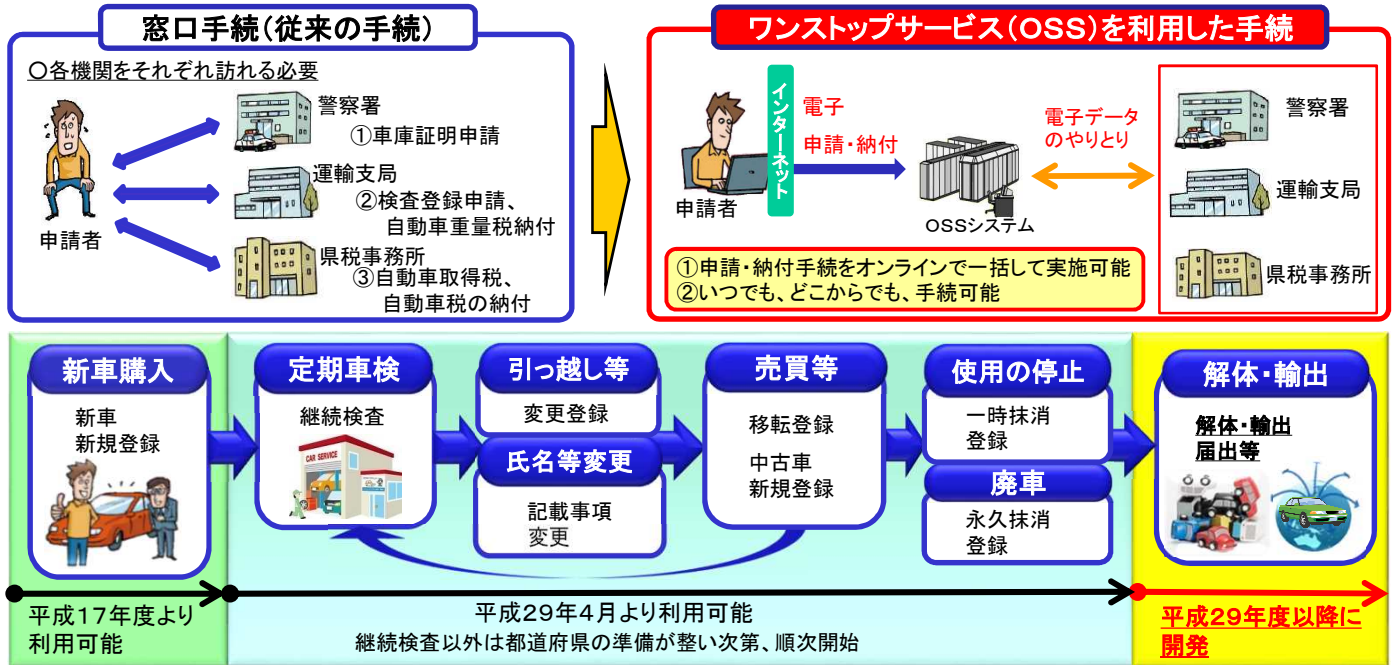 窓口手続(従来の手続)
〇各機関をそれぞれ訪れる必要
警察署
①車庫証明申請
運輸支局
②検査登録申請、
自動車重量税納付
県税事務所
③自動車取得税、
自動車税の納付
申請者
ワンストップサービス(OSS)を利用した手続
インターネット
電子
申請・納付
申請者
OSSシステム
電子データ
のやりとり
警察署
運輸支局
県税事務所
①申請・納付手続をオンラインで一括して実施可能
②いつでも、どこからでも、手続可能
新車購入
新車
新規登録
定期車検
継続検査
CAR SERVICE
引っ越し等
変更登録
氏名等変更
記載事項
変更
売買等
移転登録
中古車
新規登録
使用の停止
一時抹消
登録
廃車
永久抹消
登録
解体・輸出
解体・輸出
届出等
平成17年度より
利用可能
平成29年4月より利用可能
継続検査以外は都道府県の準備が整い次第、順次開始
平成29年度以降に
開発